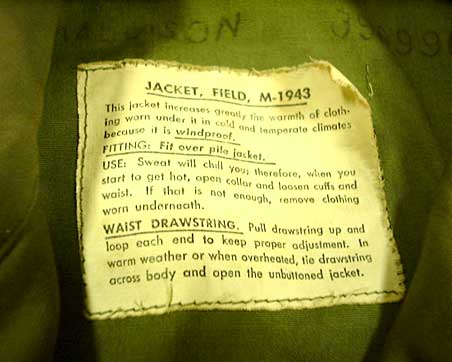 JACKET, FIELD, M-1943
This jacket increases greatly the warmth of cloth-
ing worn under it in cold and temperate climates
because it is windproof.
FITTING: Fit over pile jacket.
USE: Sweat will chill you; therefore, when you
start to get hot, open collar and loosen cuffs and
waist. If that is not enough, remove clothing
worn underneath.
WAIST DRAWSTRING. Pull drawstring up and
loop each end to keep proper adjustment. In
warm weather or when overheated, tie drawstring
across body and open the unbuttoned jacket.